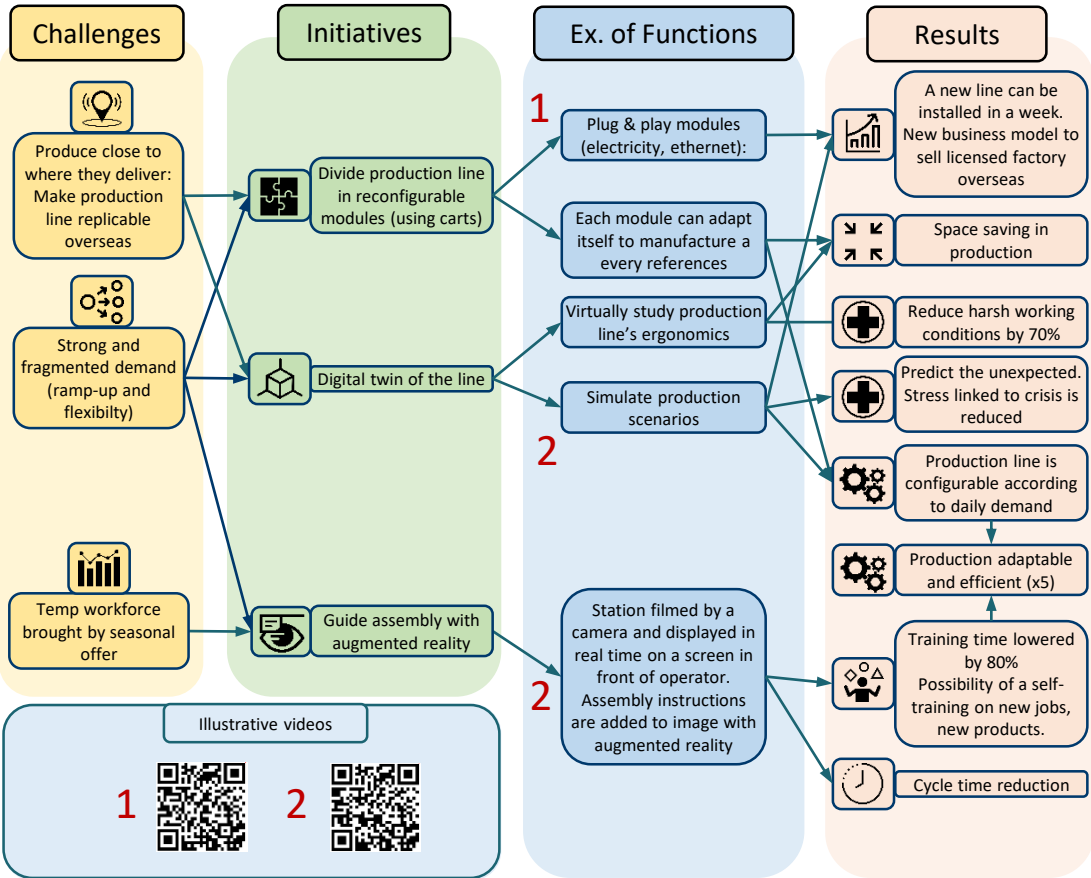 Challenges
Initiatives
Ex. of Functions
Results
Produce close to
where they deliver:
Make production
line replicable
overseas
Strong and
fragmented demand
(ramp-up and
flexibilty)
Temp workforce
brought by seasonal
offer
Divide production line
in reconfigurable
modules (using carts)
Digital twin of the line
Guide assembly with
augmented reality
1
Plug & play modules
(electricity, ethernet):
Each module can adapt
itself to manufacture a
every references
Virtually study production
line's ergonomics
Simulate production
scenarios
2
Station filmed by a
camera and displayed in
real time on a screen in
front of operator.
Assembly instructions
are added to image with
augmented reality
2
A new line can be
installed in a week.
New business model to
sell licensed factory
overseas
Space saving in
production
Reduce harsh working
conditions by 70%
Predict the unexpected.
Stress linked to crisis is
reduced
Production line is
configurable according
to daily demand
Production adaptable
and efficient (x5)
Training time lowered
by 80%
Possibility of a self-
training on new jobs,
new products.
Cycle time reduction
Illustrative videos
1
2